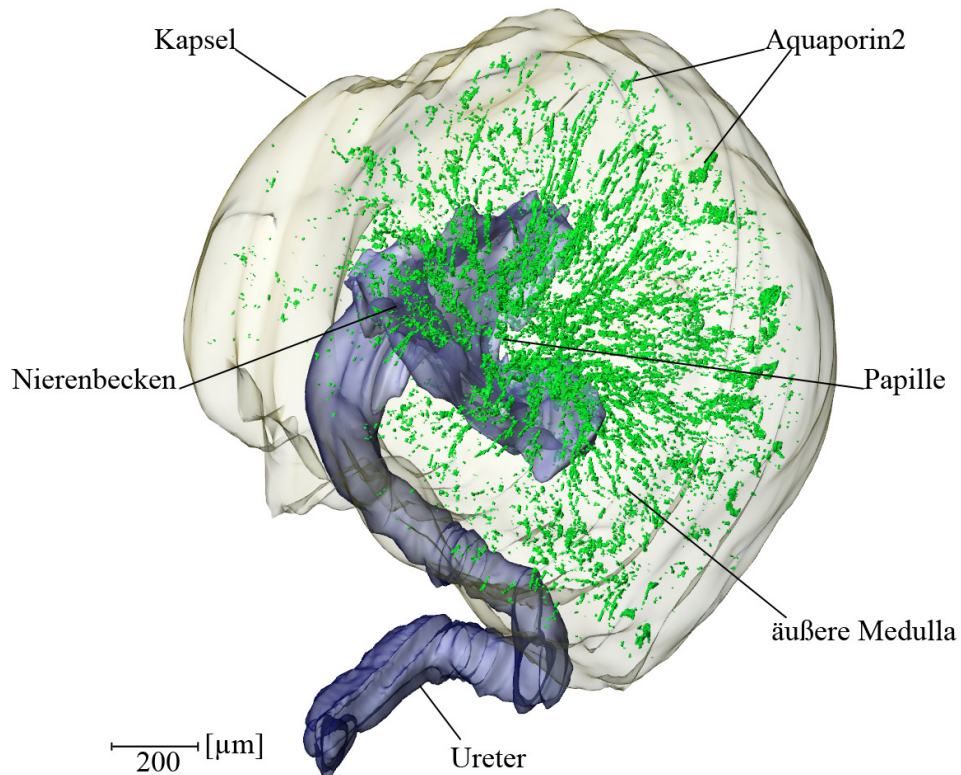 Kapsel
Aquaporin2
Nierenbecken
Papille
äußere Medulla
[µm]
200
Ureter